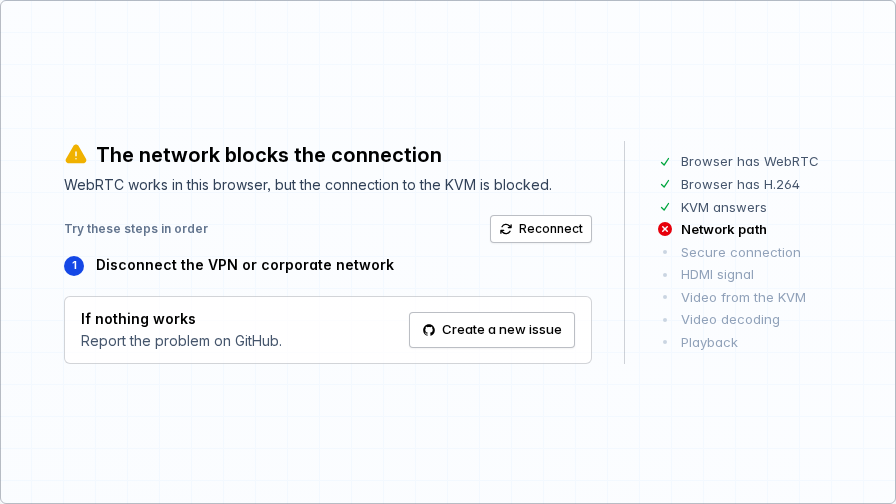 The network blocks the connection
WebRTC works in this browser, but the connection to the KVM is blocked.
Try these steps in order
Reconnect
1 Disconnect the VPN or corporate network
If nothing works
Report the problem on GitHub.
Create a new issue
Browser has WebRTC
Browser has H.264
KVM answers
Network path
Secure connection
HDMI signal
Video from the KVM
Video decoding
Playback